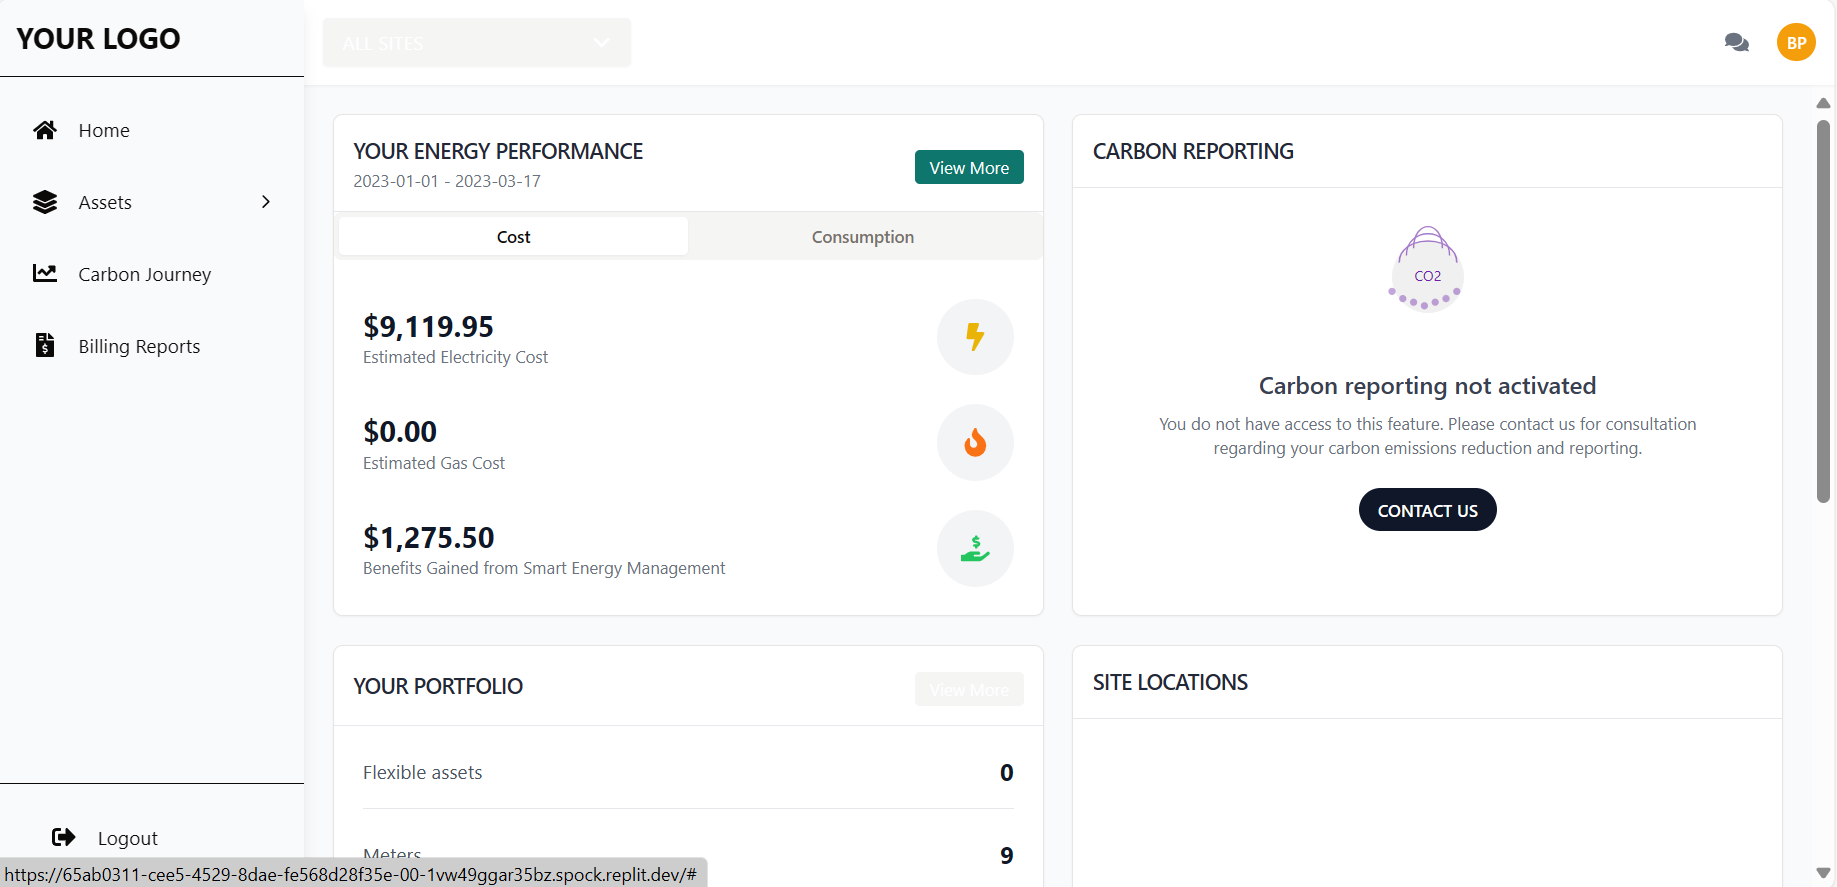 YOUR LOGO
ALL SITES
BP
Home
Assets
Carbon Journey
Billing Reports
Logout
YOUR ENERGY PERFORMANCE
2023-01-01 - 2023-03-17
View More
Cost
Consumption
$9,119.95
Estimated Electricity Cost
$0.00
Estimated Gas Cost
$1,275.50
Benefits Gained from Smart Energy Management
CARBON REPORTING
CO2
Carbon reporting not activated
You do not have access to this feature. Please contact us for consultation
regarding your carbon emissions reduction and reporting.
CONTACT US
YOUR PORTFOLIO
View More
Flexible assets
0
Meters
9
SITE LOCATIONS
https://65ab0311-cee5-4529-8dae-fe568d28f35e-00-1vw49ggar35bz.spock.replit.dev/#